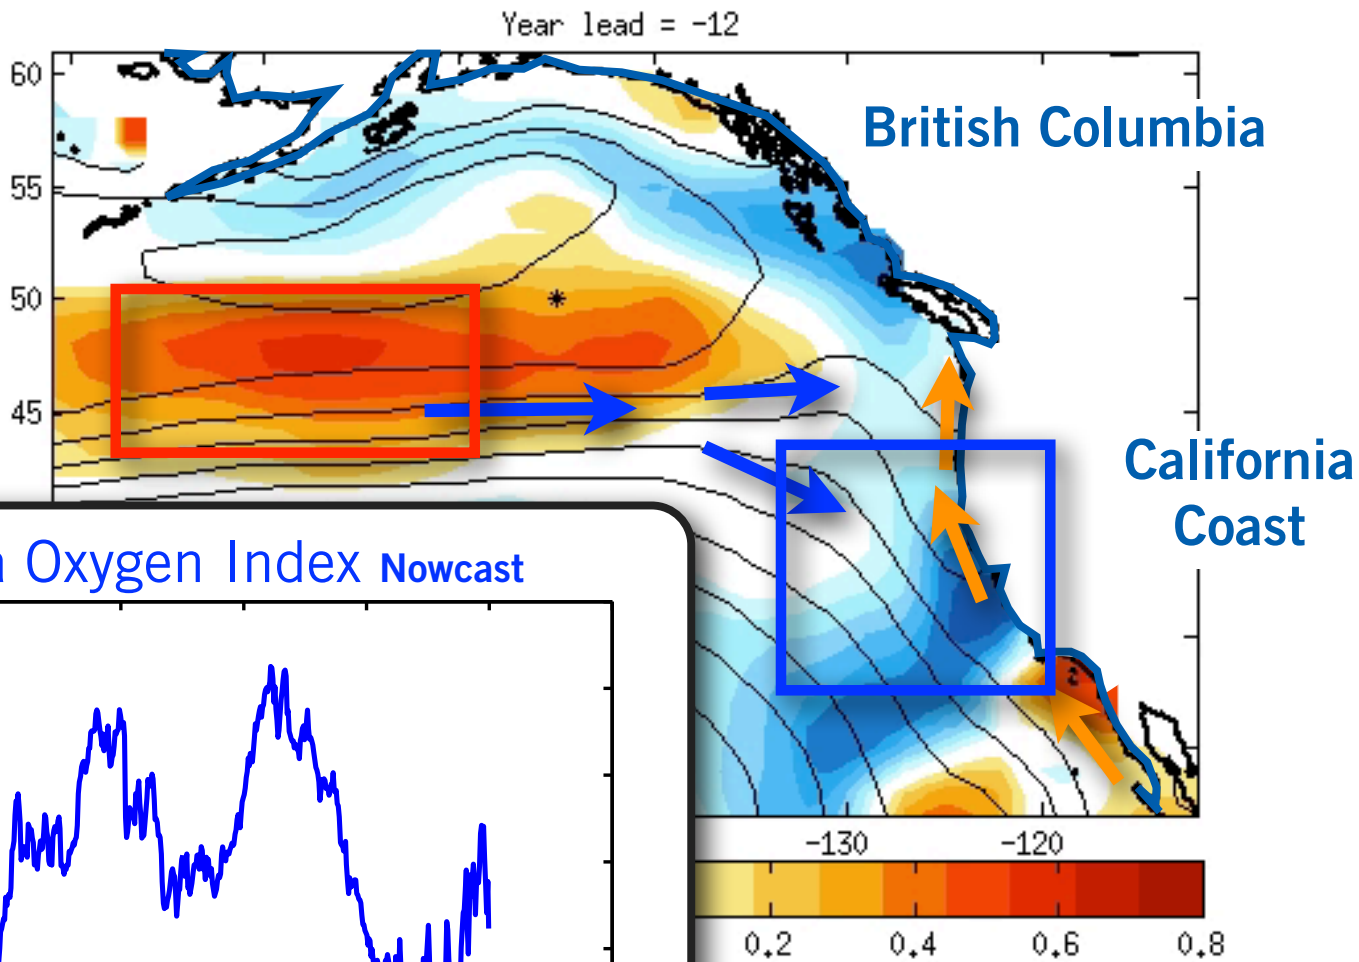 Year lead = -12
60
British Columbia
55
50
45
California
Coast
Oxygen Index Nowcast
-130 -120
0.2 0.4 0.6 0.8